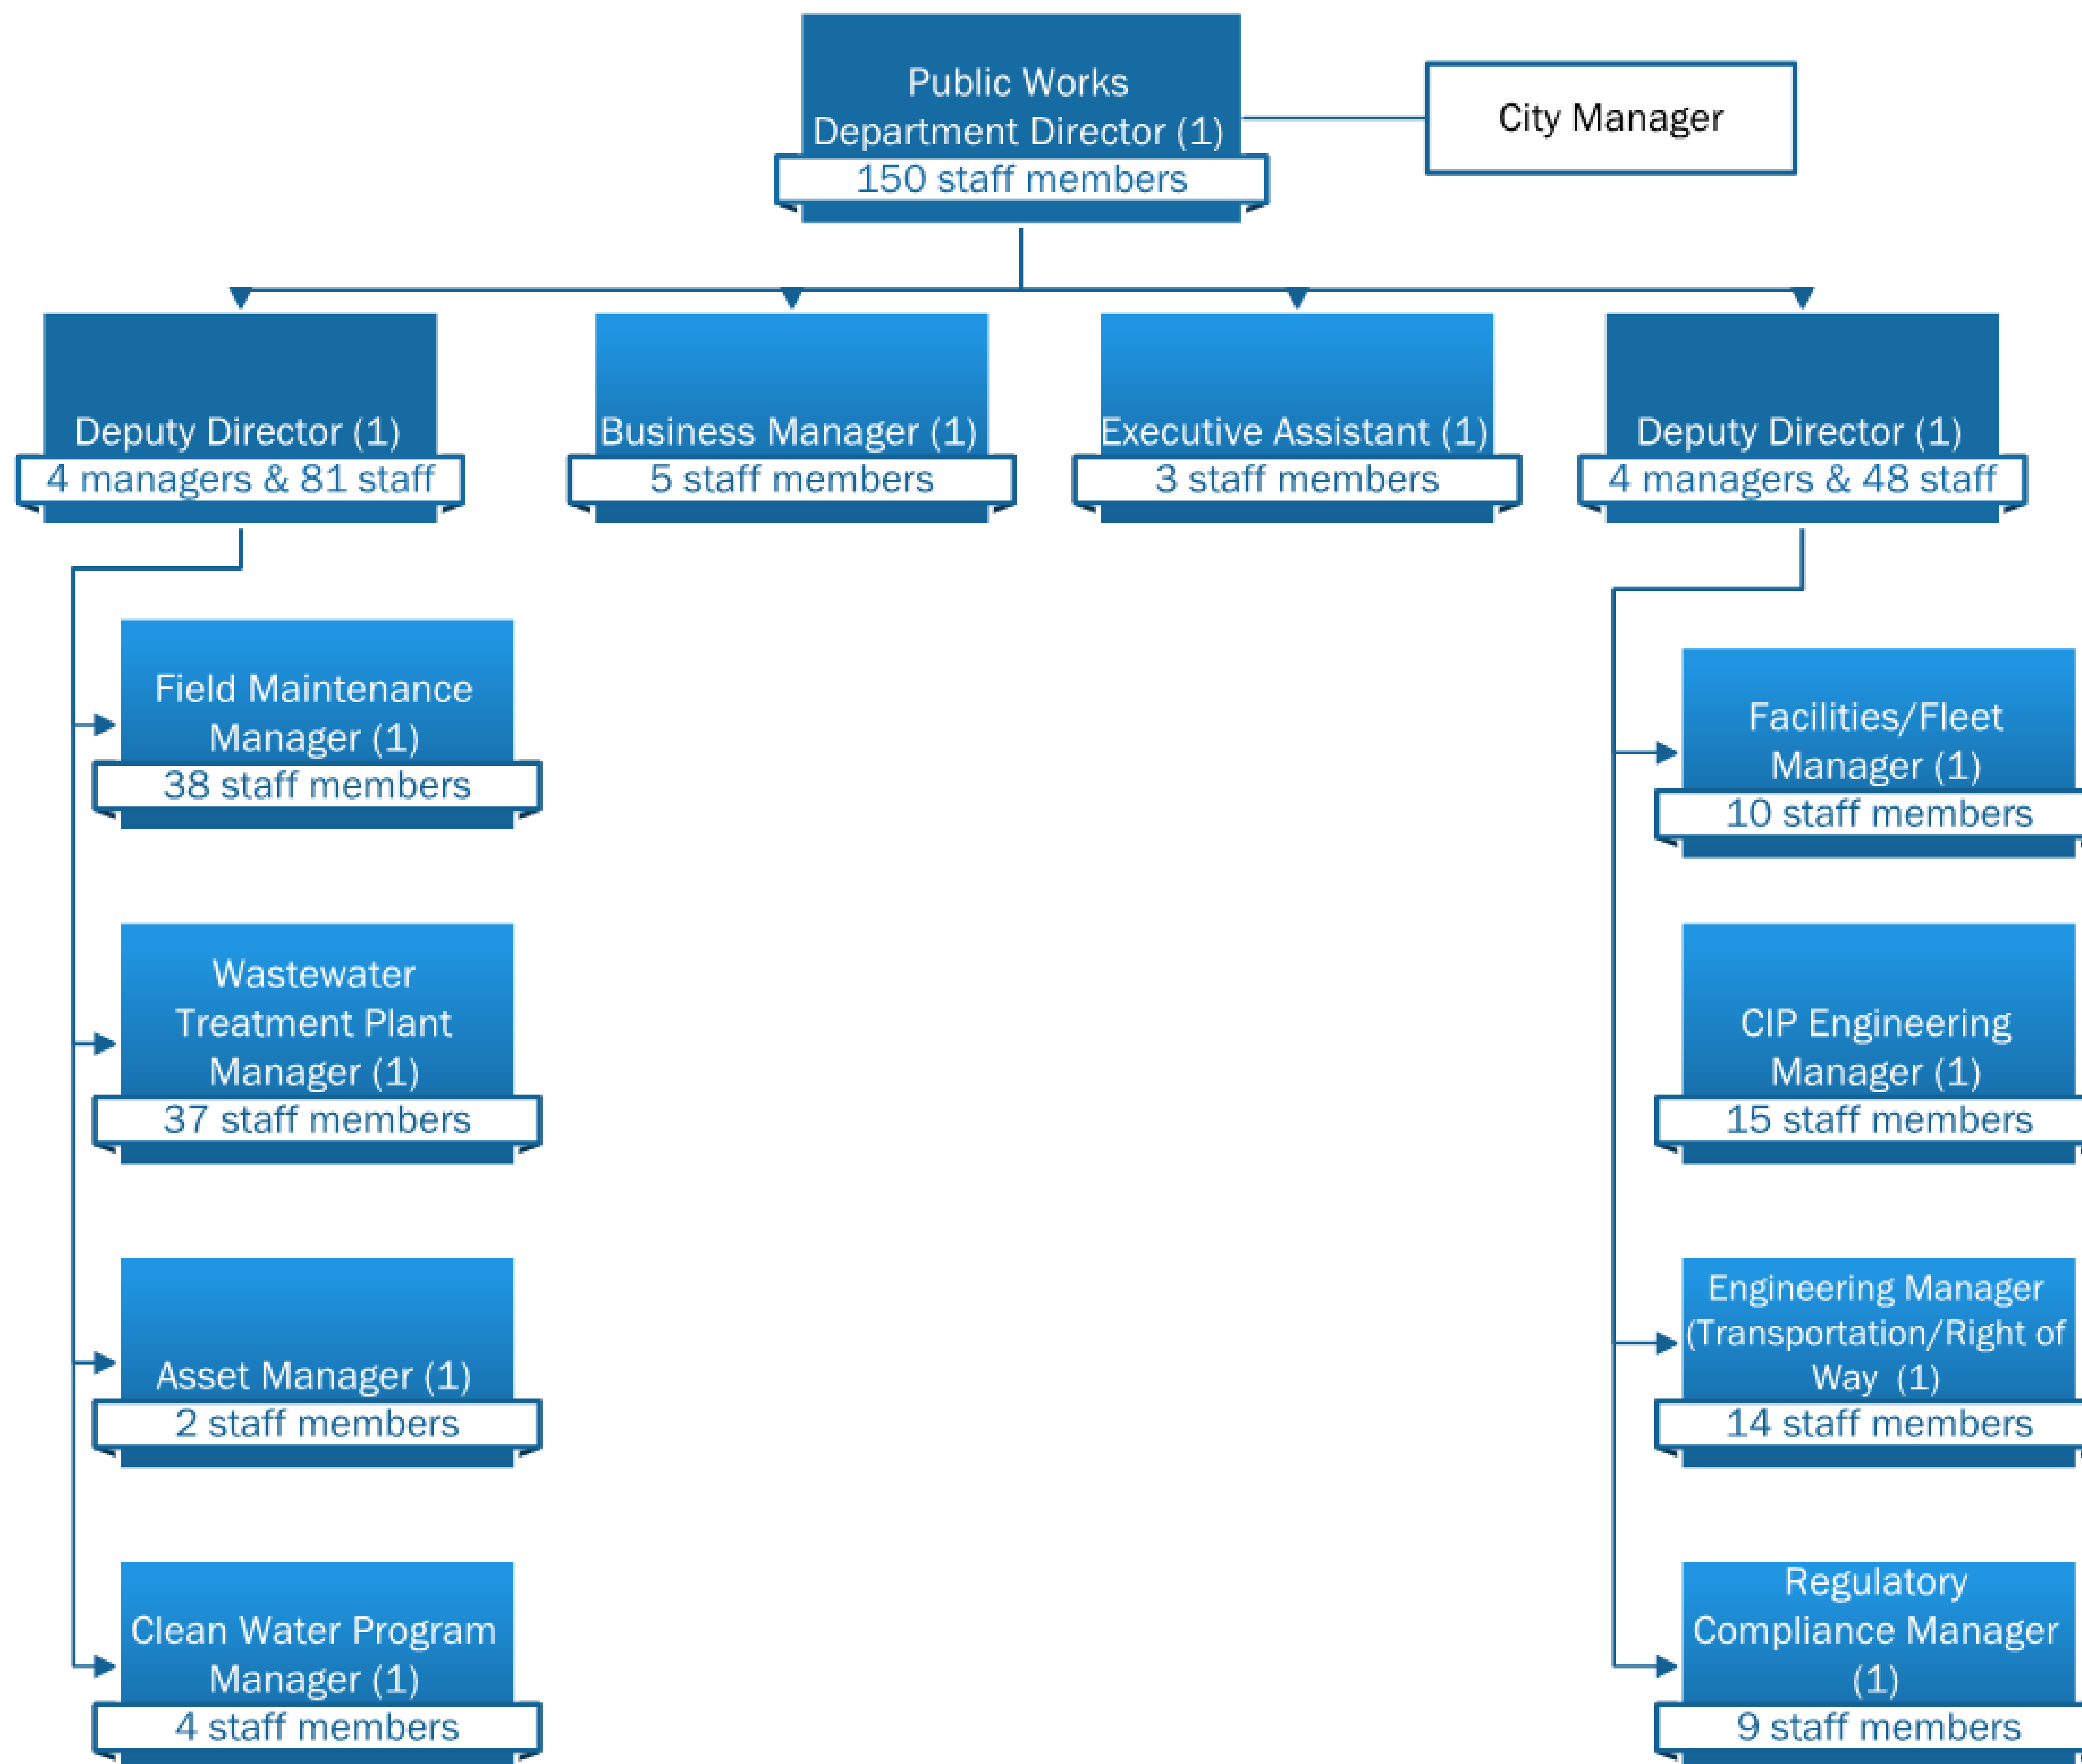 Public Works
Department Director (1)
150 staff members
City Manager
Deputy Director (1)
4 managers & 81 staff
Business Manager (1)
5 staff members
Executive Assistant (1)
3 staff members
Deputy Director (1)
4 managers & 48 staff
Field Maintenance
Manager (1)
38 staff members
Wastewater
Treatment Plant
Manager (1)
37 staff members
Asset Manager (1)
2 staff members
Clean Water Program
Manager (1)
4 staff members
Facilities/Fleet
Manager (1)
10 staff members
CIP Engineering
Manager (1)
15 staff members
Engineering Manager
(Transportation/Right of
Way (1)
14 staff members
Regulatory
Compliance Manager
(1)
9 staff members